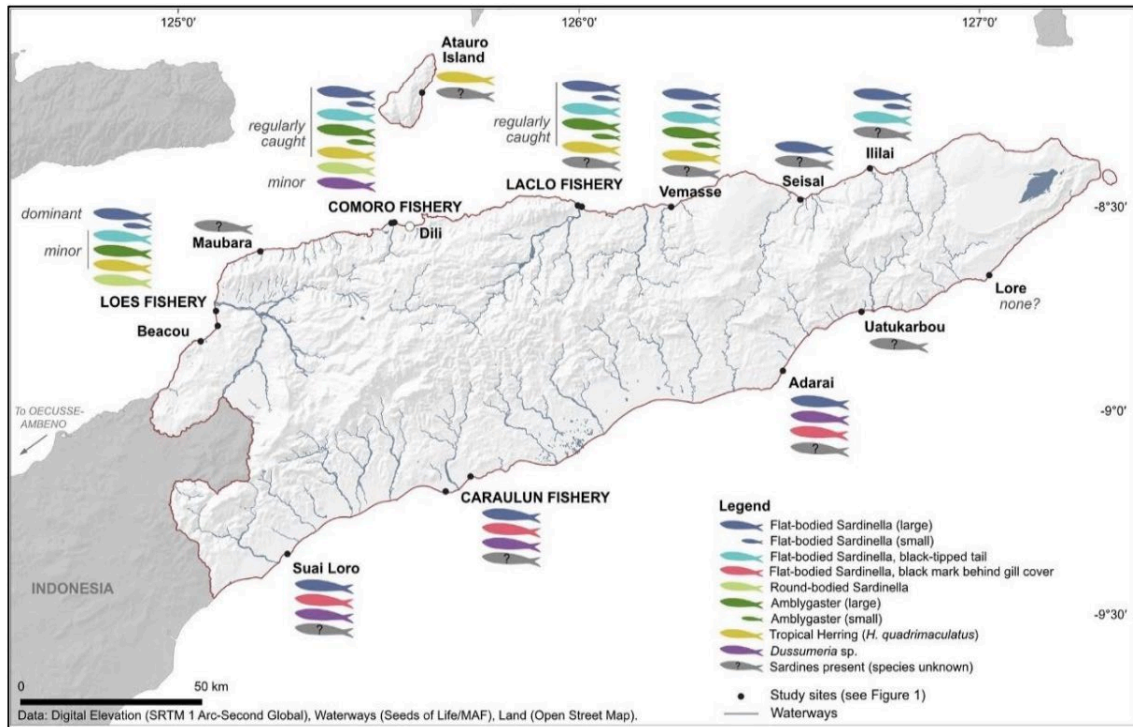 125°0'
126°0'
127°0'
Atauro
Island
?
regularly
caught
minor
COMORO FISHERY
Dili
regularly
caught
?
LACLO FISHERY
?
Vemasse
?
Seisal
?
Ililai
-8°30'
dominant
minor
?
Maubara
LOES FISHERY
Beacou
Lore
none?
Uatukarbou
?
Adarai
?
-9°0'
To OECUSSE-
AMBENO
CARAULUN FISHERY
?
Suai Loro
?
INDONESIA
-9°30'
Legend
Flat-bodied Sardinella (large)
Flat-bodied Sardinella (small)
Flat-bodied Sardinella, black-tipped tail
Flat-bodied Sardinella, black mark behind gill cover
Round-bodied Sardinella
Amblygaster (large)
Amblygaster (small)
Tropical Herring (H. quadrimaculatus)
Dussumeria sp.
? Sardines present (species unknown)
Study sites (see Figure 1)
Waterways
0 50 km
Data: Digital Elevation (SRTM 1 Arc-Second Global), Waterways (Seeds of Life/MAF), Land (Open Street Map).